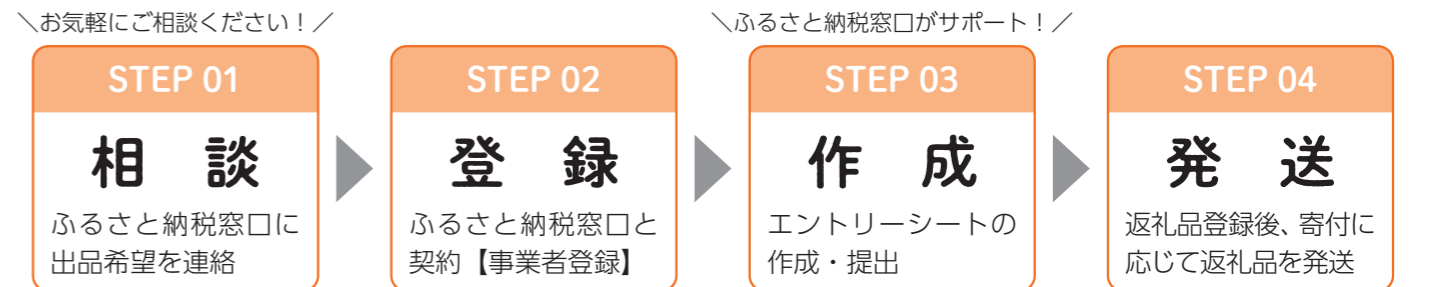 ＼お気軽にご相談ください！／
STEP 01
相　談
ふるさと納税窓口に
出品希望を連絡
STEP 02
登　録
ふるさと納税窓口と
契約【事業者登録】
＼ふるさと納税窓口がサポート！／
STEP 03
作　成
エントリーシートの
作成・提出
STEP 04
発　送
返礼品登録後、寄付に
応じて返礼品を発送